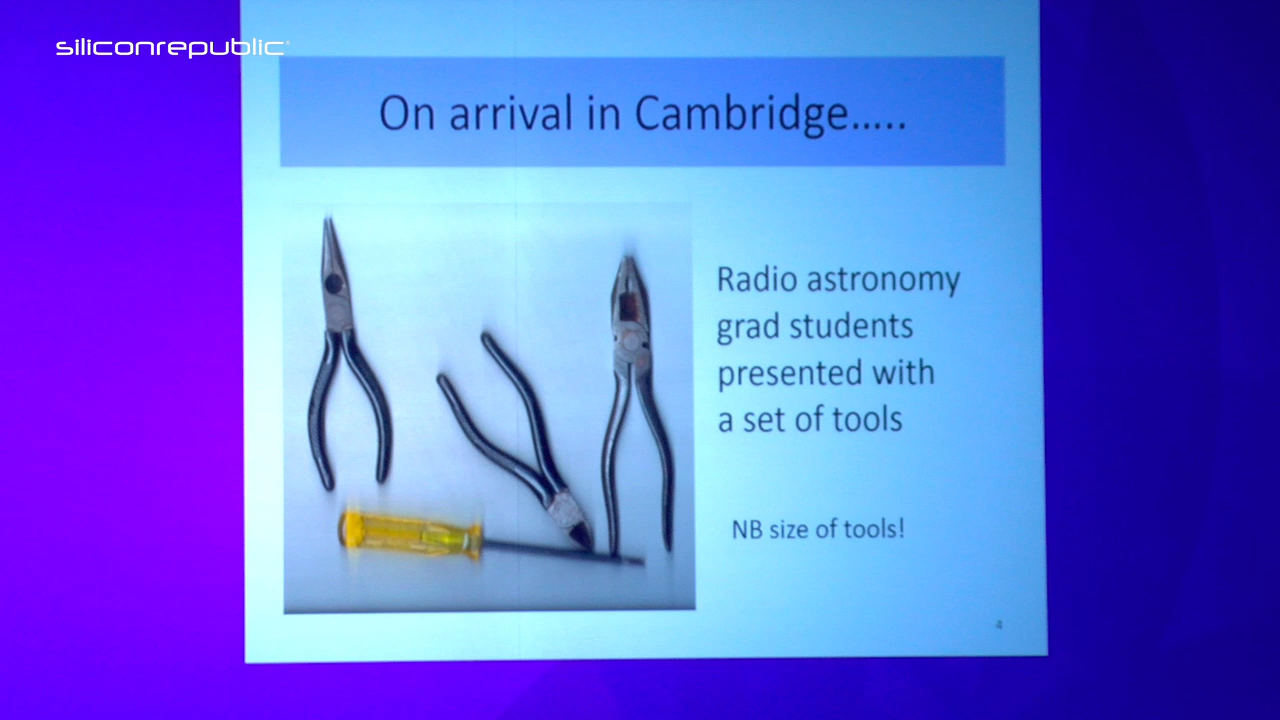 siliconrepublic
On arrival in Cambridge.....
Radio astronomy
grad students
presented with
a set of tools
NB size of tools!
4